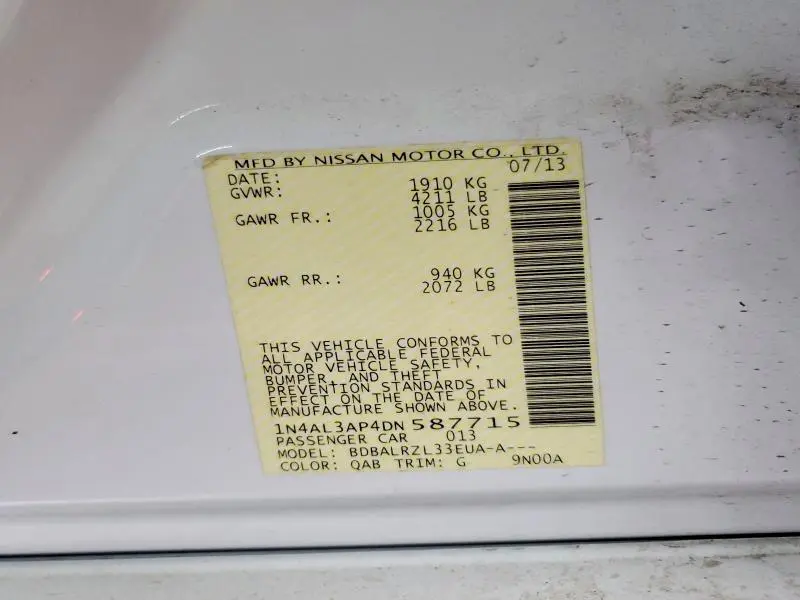 MFD BY NISSAN MOTOR CO., LTD.
DATE: 07/13
GVWR: 1910 KG
4211 LB
GAWR FR.: 1005 KG
2216 LB
GAWR RR.: 940 KG
2072 LB
THIS VEHICLE CONFORMS TO
ALL APPLICABLE FEDERAL
MOTOR VEHICLE SAFETY,
BUMPER, AND THEFT
PREVENTION STANDARDS IN
EFFECT ON THE DATE OF
MANUFACTURE SHOWN ABOVE.
1N4AL3AP4DN587715
PASSENGER CAR 013
MODEL: BDBALRZL33EUA-A---
COLOR: QAB TRIM: G 9N00A